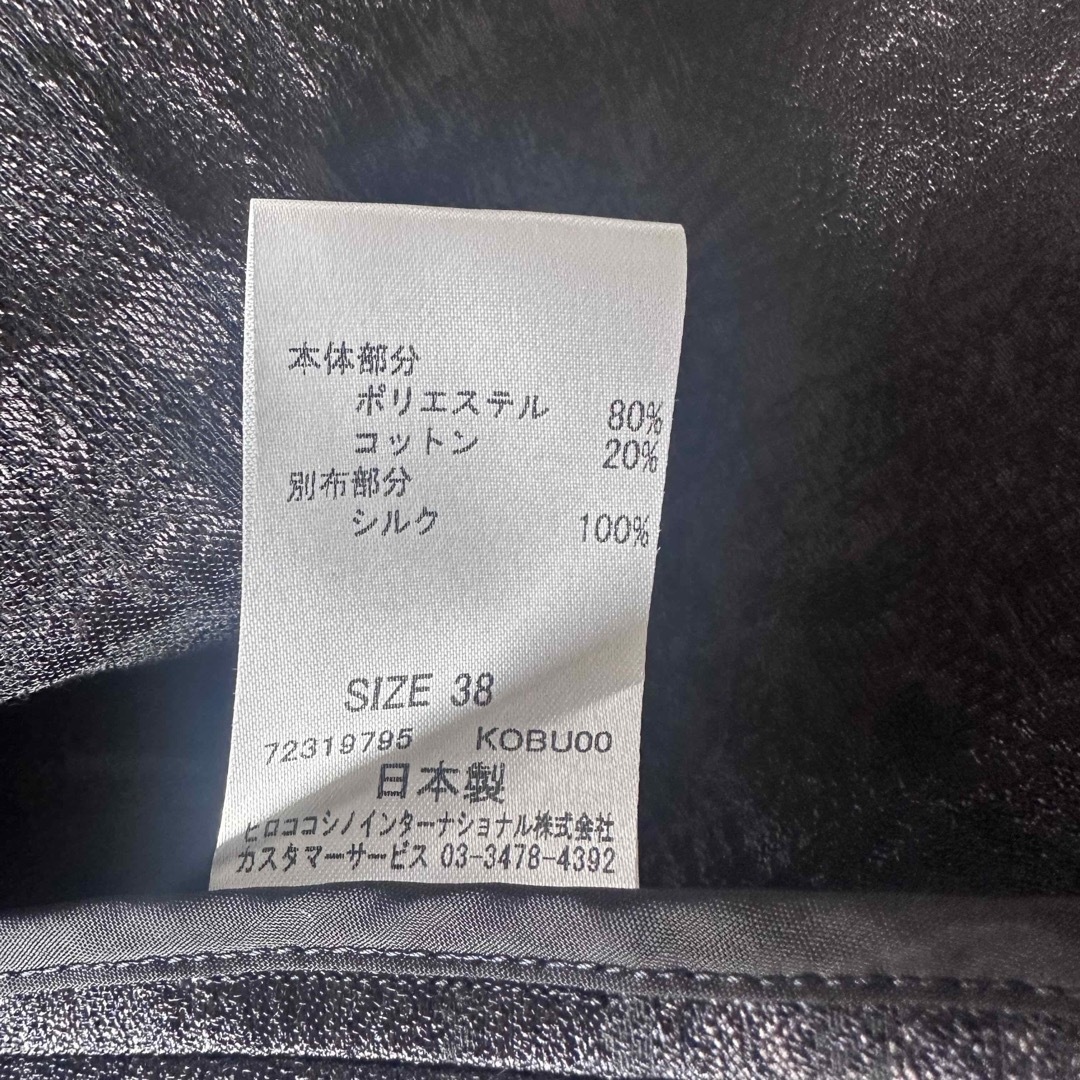 本体部分
ポリエステル 80%
コットン 20%
別布部分
シルク 100%
SIZE 38
72319795 KOBU00
日本製
ヒロココシノインターナショナル株式会社
カスタマーサービス 03-3478-4392